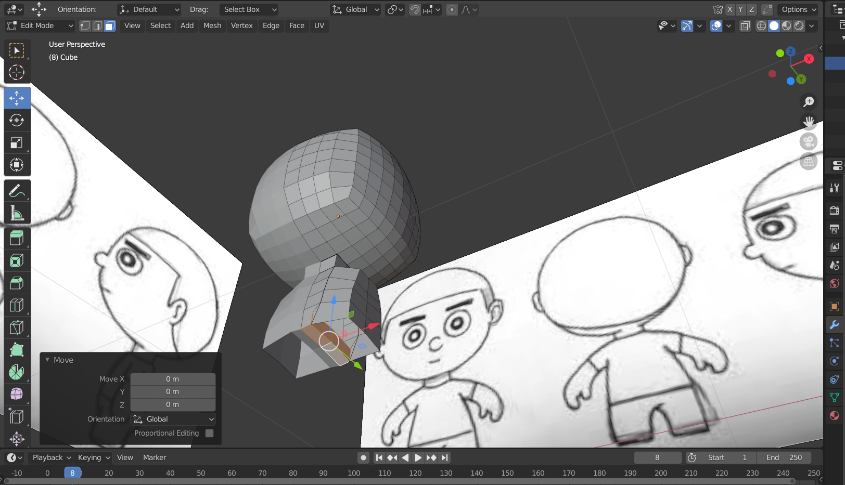 Orientation: Default Drag: Select Box Global X Y Z Options
Edit Mode View Select Add Mesh Vertex Edge Face UV Global
User Perspective
(8) Cube
Z
X
Y
Move
Move X 0 m
Y 0 m
Z 0 m
Orientation Global
Proportional Editing
Playback Keying View Marker 8 Start 1 End 250
-10 8 20 30 40 50 60 70 80 90 100 110 120 130 140 150 160 170 180 190 200 210 220 230 240 250